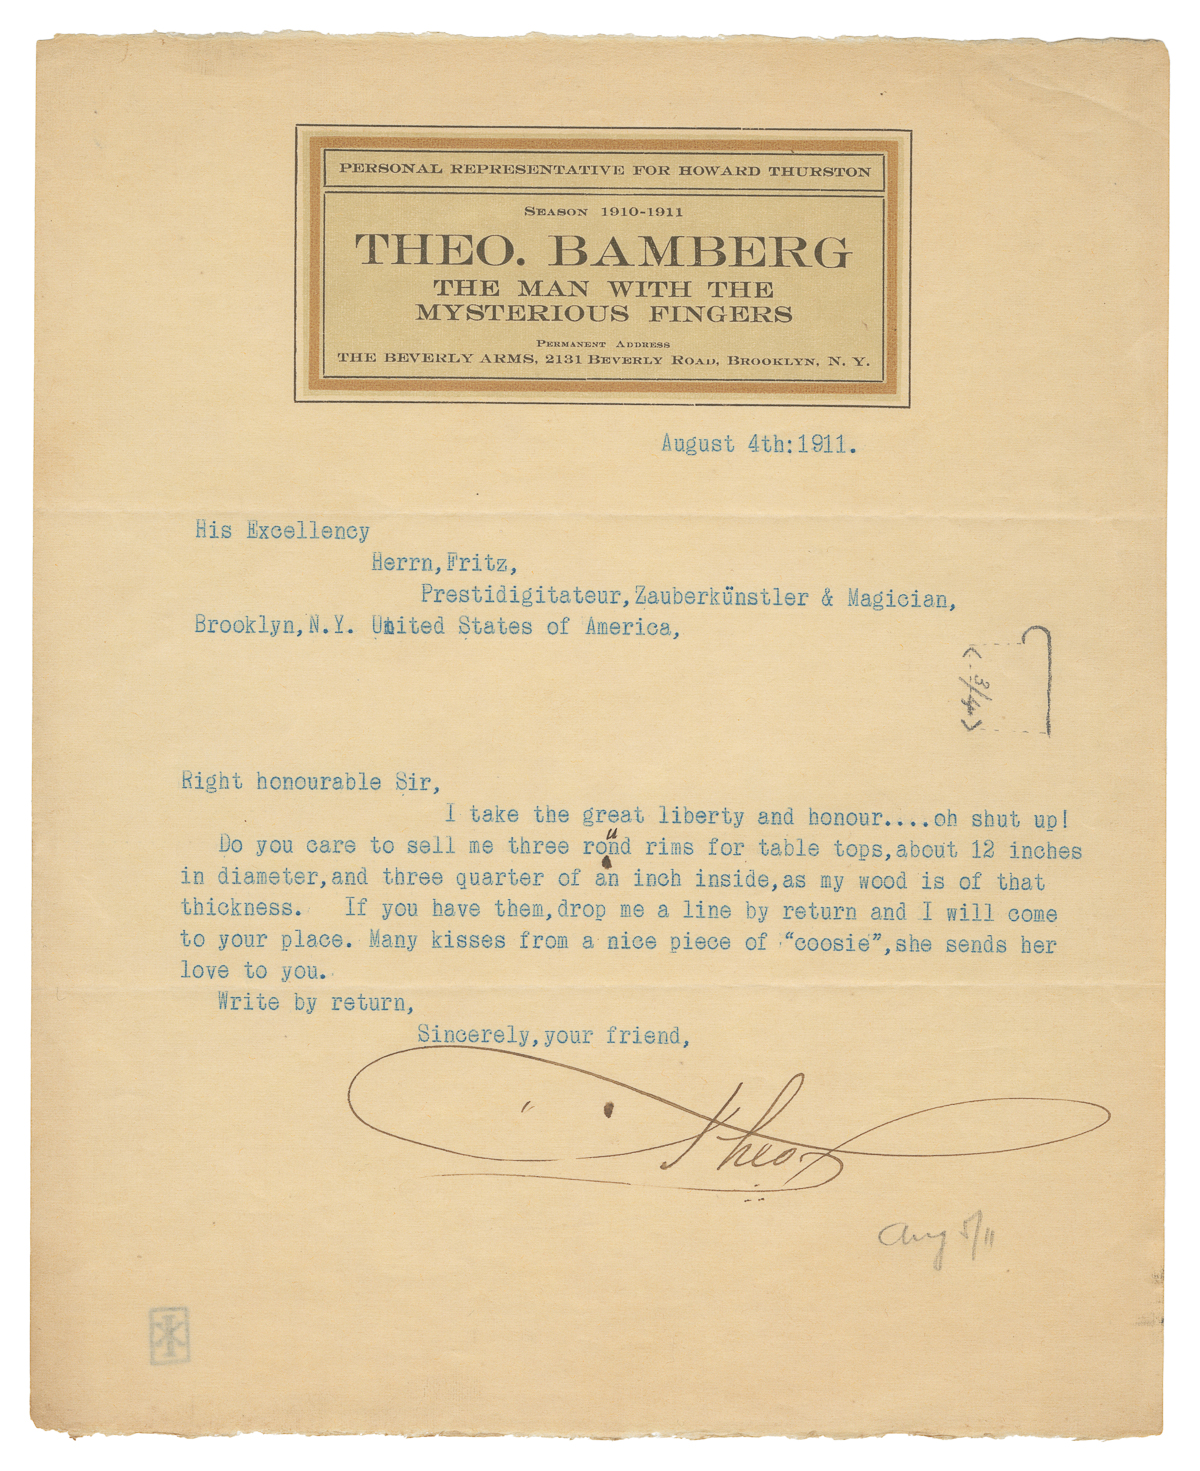 PERSONAL REPRESENTATIVE FOR HOWARD THURSTON
SEASON 1910-1911
THEO. BAMBERG
THE MAN WITH THE
MYSTERIOUS FINGERS
PERMANENT ADDRESS
THE BEVERLY ARMS, 2131 BEVERLY ROAD, BROOKLYN, N. Y.
August 4th:1911.
His Excellency
Herrn,Fritz,
Prestidigitateur,Zauberkünstler & Magician,
Brooklyn,N.Y. United States of America,
3/4
Right honourable Sir,
I take the great liberty and honour....oh shut up!
Do you care to sell me three round rims for table tops,about 12 inches
in diameter,and three quarter of an inch inside,as my wood is of that
thickness. If you have them,drop me a line by return and I will come
to your place. Many kisses from a nice piece of "coosie",she sends her
love to you.
Write by return,
Sincerely,your friend,
Theo.
Aug 5/11